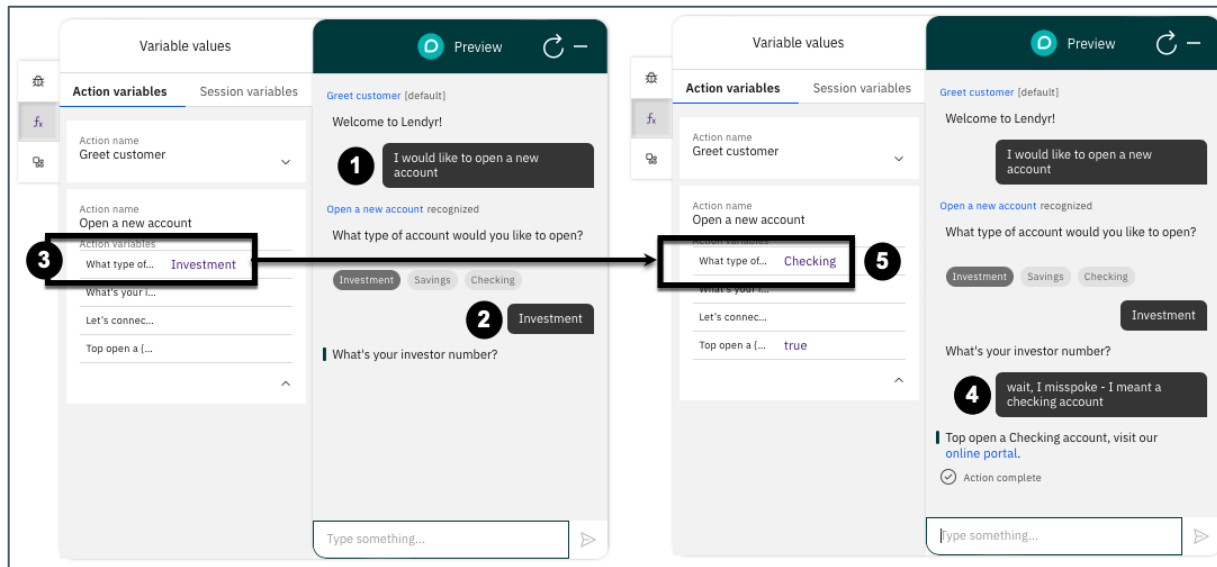 Variable values
Action variables
Session variables
fx
Action name
Greet customer
Action name
Open a new account
Action variables
3
What type of... Investment
What's your i...
Let's connec...
Top open a {...
Preview
Greet customer [default]
Welcome to Lendyr!
1
I would like to open a new
account
Open a new account recognized
What type of account would you like to open?
Investment
Savings
Checking
2
Investment
What's your investor number?
Type something...
Variable values
Action variables
Session variables
fx
Action name
Greet customer
Action name
Open a new account
Action variables
What type of... Checking
5
What's your i...
Let's connec...
Top open a {... true
Preview
Greet customer [default]
Welcome to Lendyr!
I would like to open a new
account
Open a new account recognized
What type of account would you like to open?
Investment
Savings
Checking
Investment
What's your investor number?
4
wait, I misspoke - I meant a
checking account
Top open a Checking account, visit our
online portal.
Action complete
Type something...